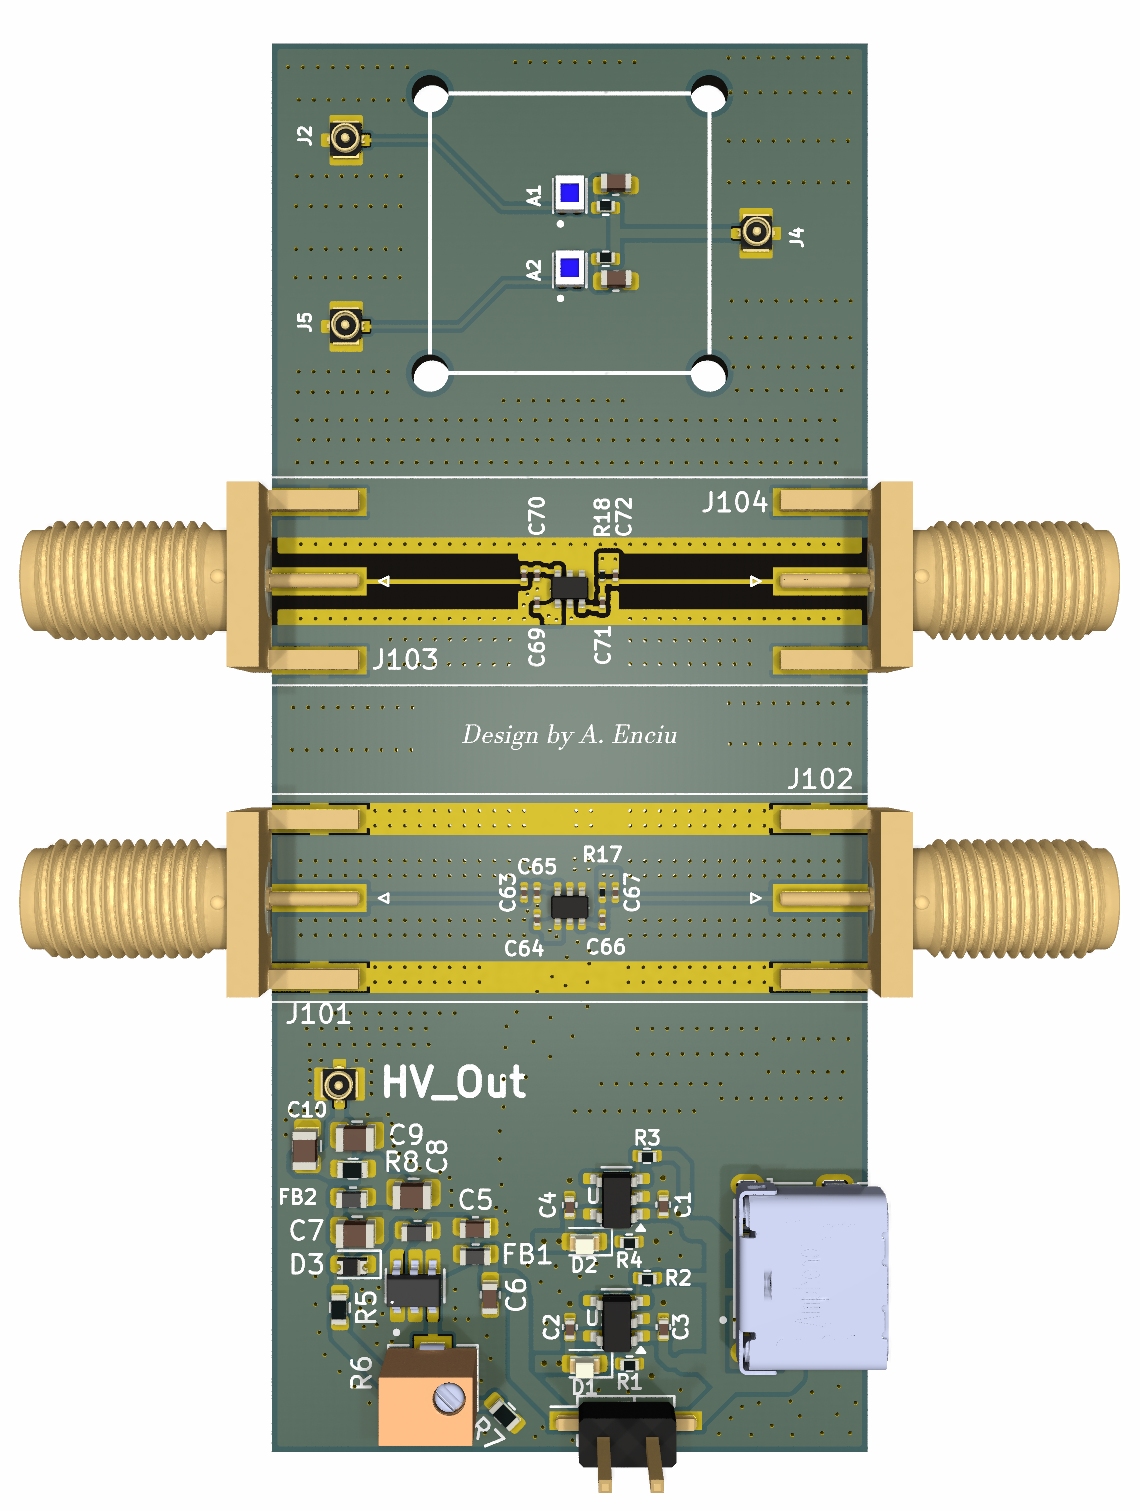 J2
A1
J4
A2
J5
C70
R18
C72
J104
C69
C71
J103
Design by A. Enciu
J102
R17
C65
C63
C67
C64
C66
J101
HV_Out
C10
C9
R8
C8
R3
FB2
C5
C4
U
C1
C7
FB1
D3
D2
R4
R2
R5
C6
C2
U
C3
R6
D1
R1
R7